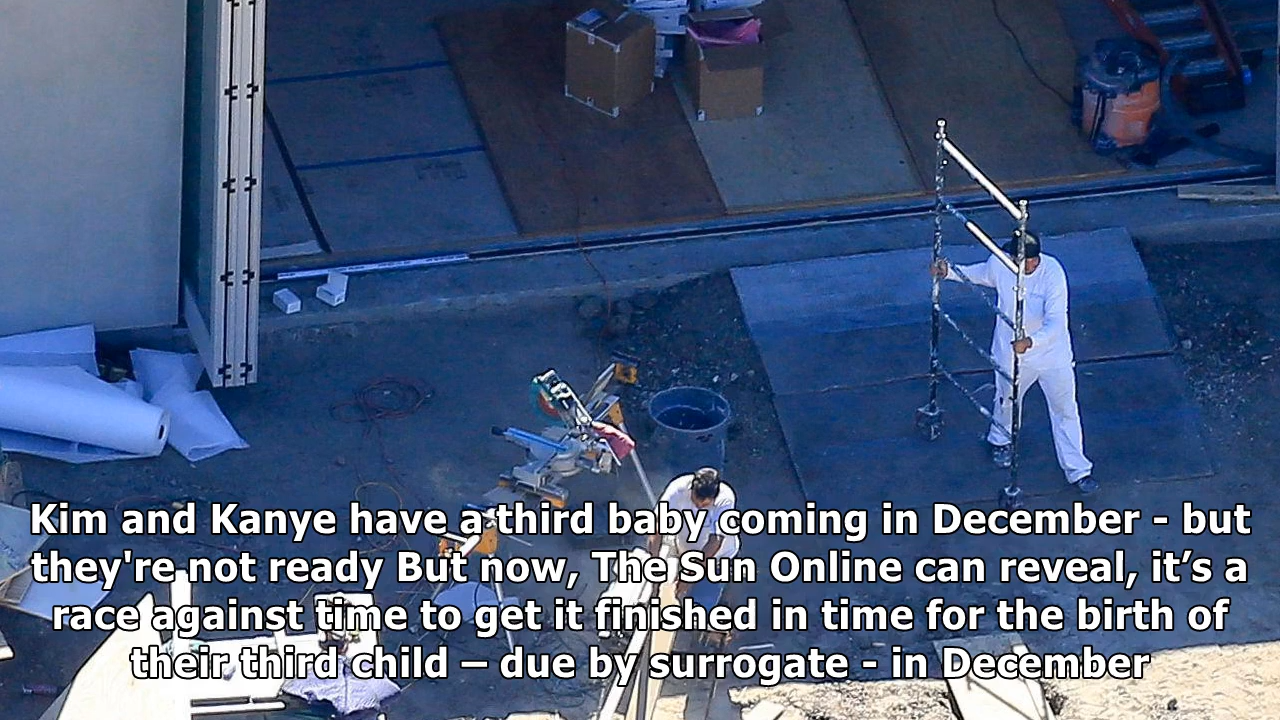 Kim and Kanye have a third baby coming in December - but
they're not ready But now, The Sun Online can reveal, it’s a
race against time to get it finished in time for the birth of
their third child – due by surrogate - in December